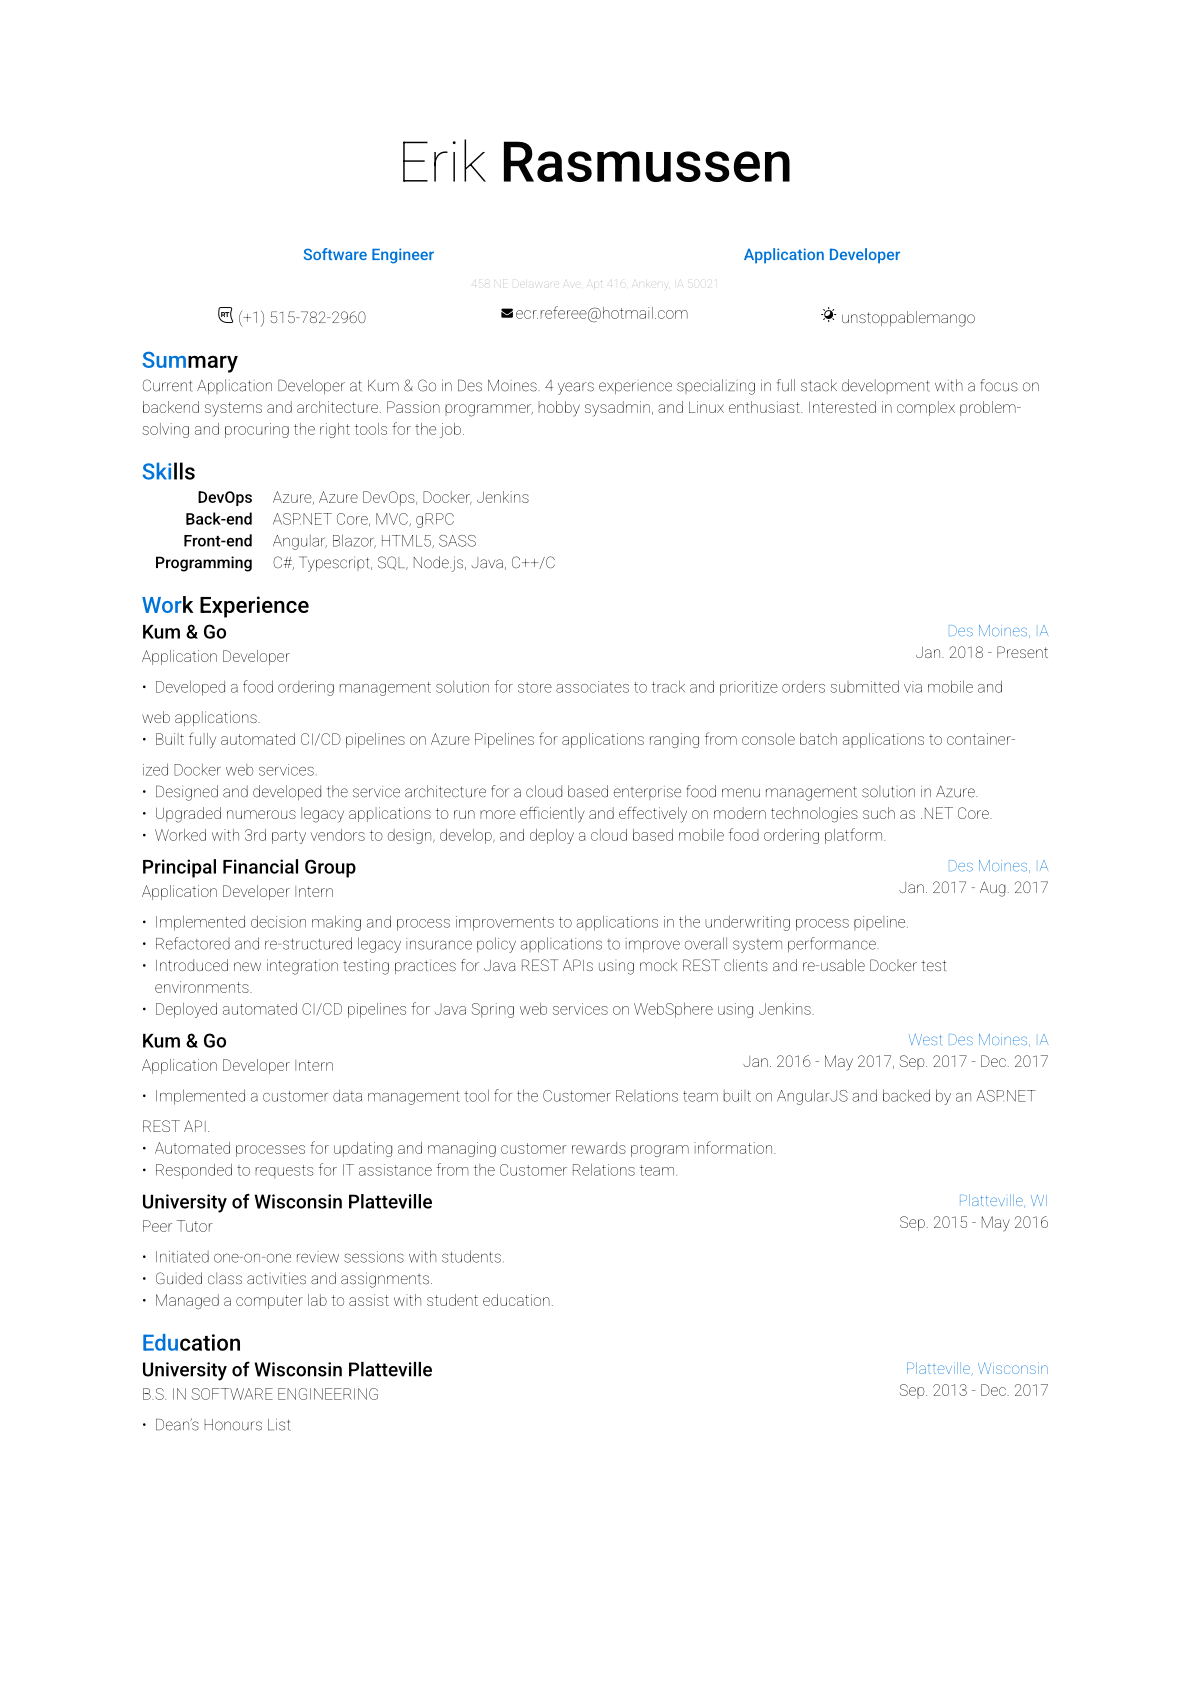 Erik Rasmussen
Software Engineer
Application Developer
458 NE Delaware Ave, Apt 416, Ankeny, IA 50021
RT (+1) 515-782-2960
ecr.referee@hotmail.com
unstoppablemango
Summary
Current Application Developer at Kum & Go in Des Moines. 4 years experience specializing in full stack development with a focus on
backend systems and architecture. Passion programmer, hobby sysadmin, and Linux enthusiast. Interested in complex problem-
solving and procuring the right tools for the job.
Skills
DevOps Azure, Azure DevOps, Docker, Jenkins
Back-end ASP.NET Core, MVC, gRPC
Front-end Angular, Blazor, HTML5, SASS
Programming C#, Typescript, SQL, Node.js, Java, C++/C
Work Experience
Kum & Go Des Moines, IA
Application Developer Jan. 2018 - Present
• Developed a food ordering management solution for store associates to track and prioritize orders submitted via mobile and
web applications.
• Built fully automated CI/CD pipelines on Azure Pipelines for applications ranging from console batch applications to container-
ized Docker web services.
• Designed and developed the service architecture for a cloud based enterprise food menu management solution in Azure.
• Upgraded numerous legacy applications to run more efficiently and effectively on modern technologies such as .NET Core.
• Worked with 3rd party vendors to design, develop, and deploy a cloud based mobile food ordering platform.
Principal Financial Group Des Moines, IA
Application Developer Intern Jan. 2017 - Aug. 2017
• Implemented decision making and process improvements to applications in the underwriting process pipeline.
• Refactored and re-structured legacy insurance policy applications to improve overall system performance.
• Introduced new integration testing practices for Java REST APIs using mock REST clients and re-usable Docker test
environments.
• Deployed automated CI/CD pipelines for Java Spring web services on WebSphere using Jenkins.
Kum & Go West Des Moines, IA
Application Developer Intern Jan. 2016 - May 2017, Sep. 2017 - Dec. 2017
• Implemented a customer data management tool for the Customer Relations team built on AngularJS and backed by an ASP.NET
REST API.
• Automated processes for updating and managing customer rewards program information.
• Responded to requests for IT assistance from the Customer Relations team.
University of Wisconsin Platteville Platteville, WI
Peer Tutor Sep. 2015 - May 2016
• Initiated one-on-one review sessions with students.
• Guided class activities and assignments.
• Managed a computer lab to assist with student education.
Education
University of Wisconsin Platteville Platteville, Wisconsin
B.S. IN SOFTWARE ENGINEERING Sep. 2013 - Dec. 2017
• Dean's Honours List